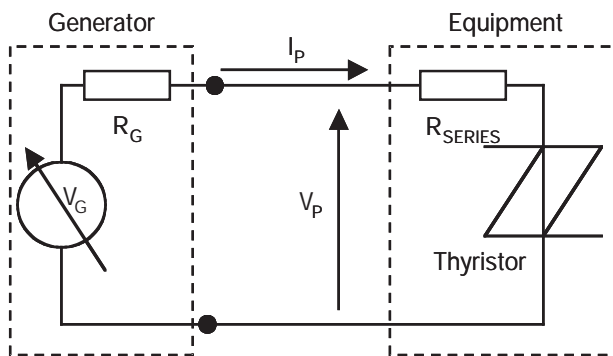 Generator
Equipment
I_P
R_G
R_SERIES
V_G
V_P
Thyristor